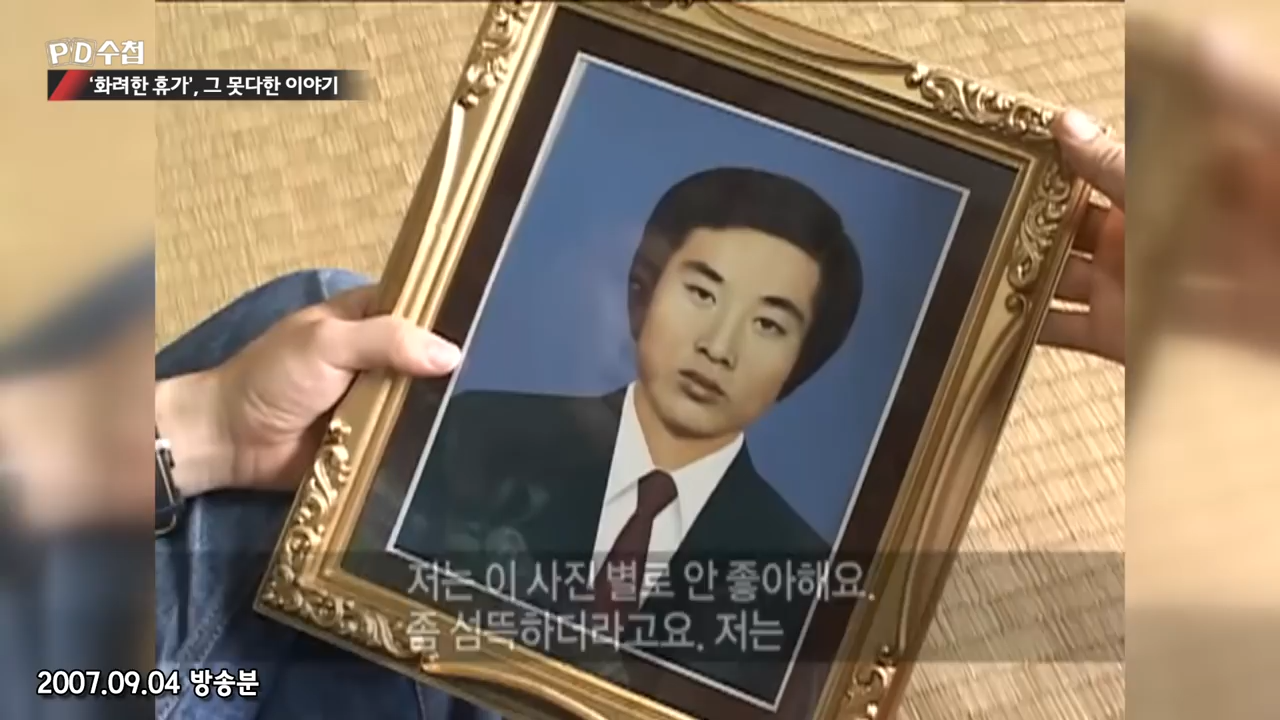 PD수첩
'화려한 휴가', 그 못다한 이야기
저는 이 사진 별로 안 좋아해요.
좀 섬뜩하더라고요. 저는
2007.09.04 방송분